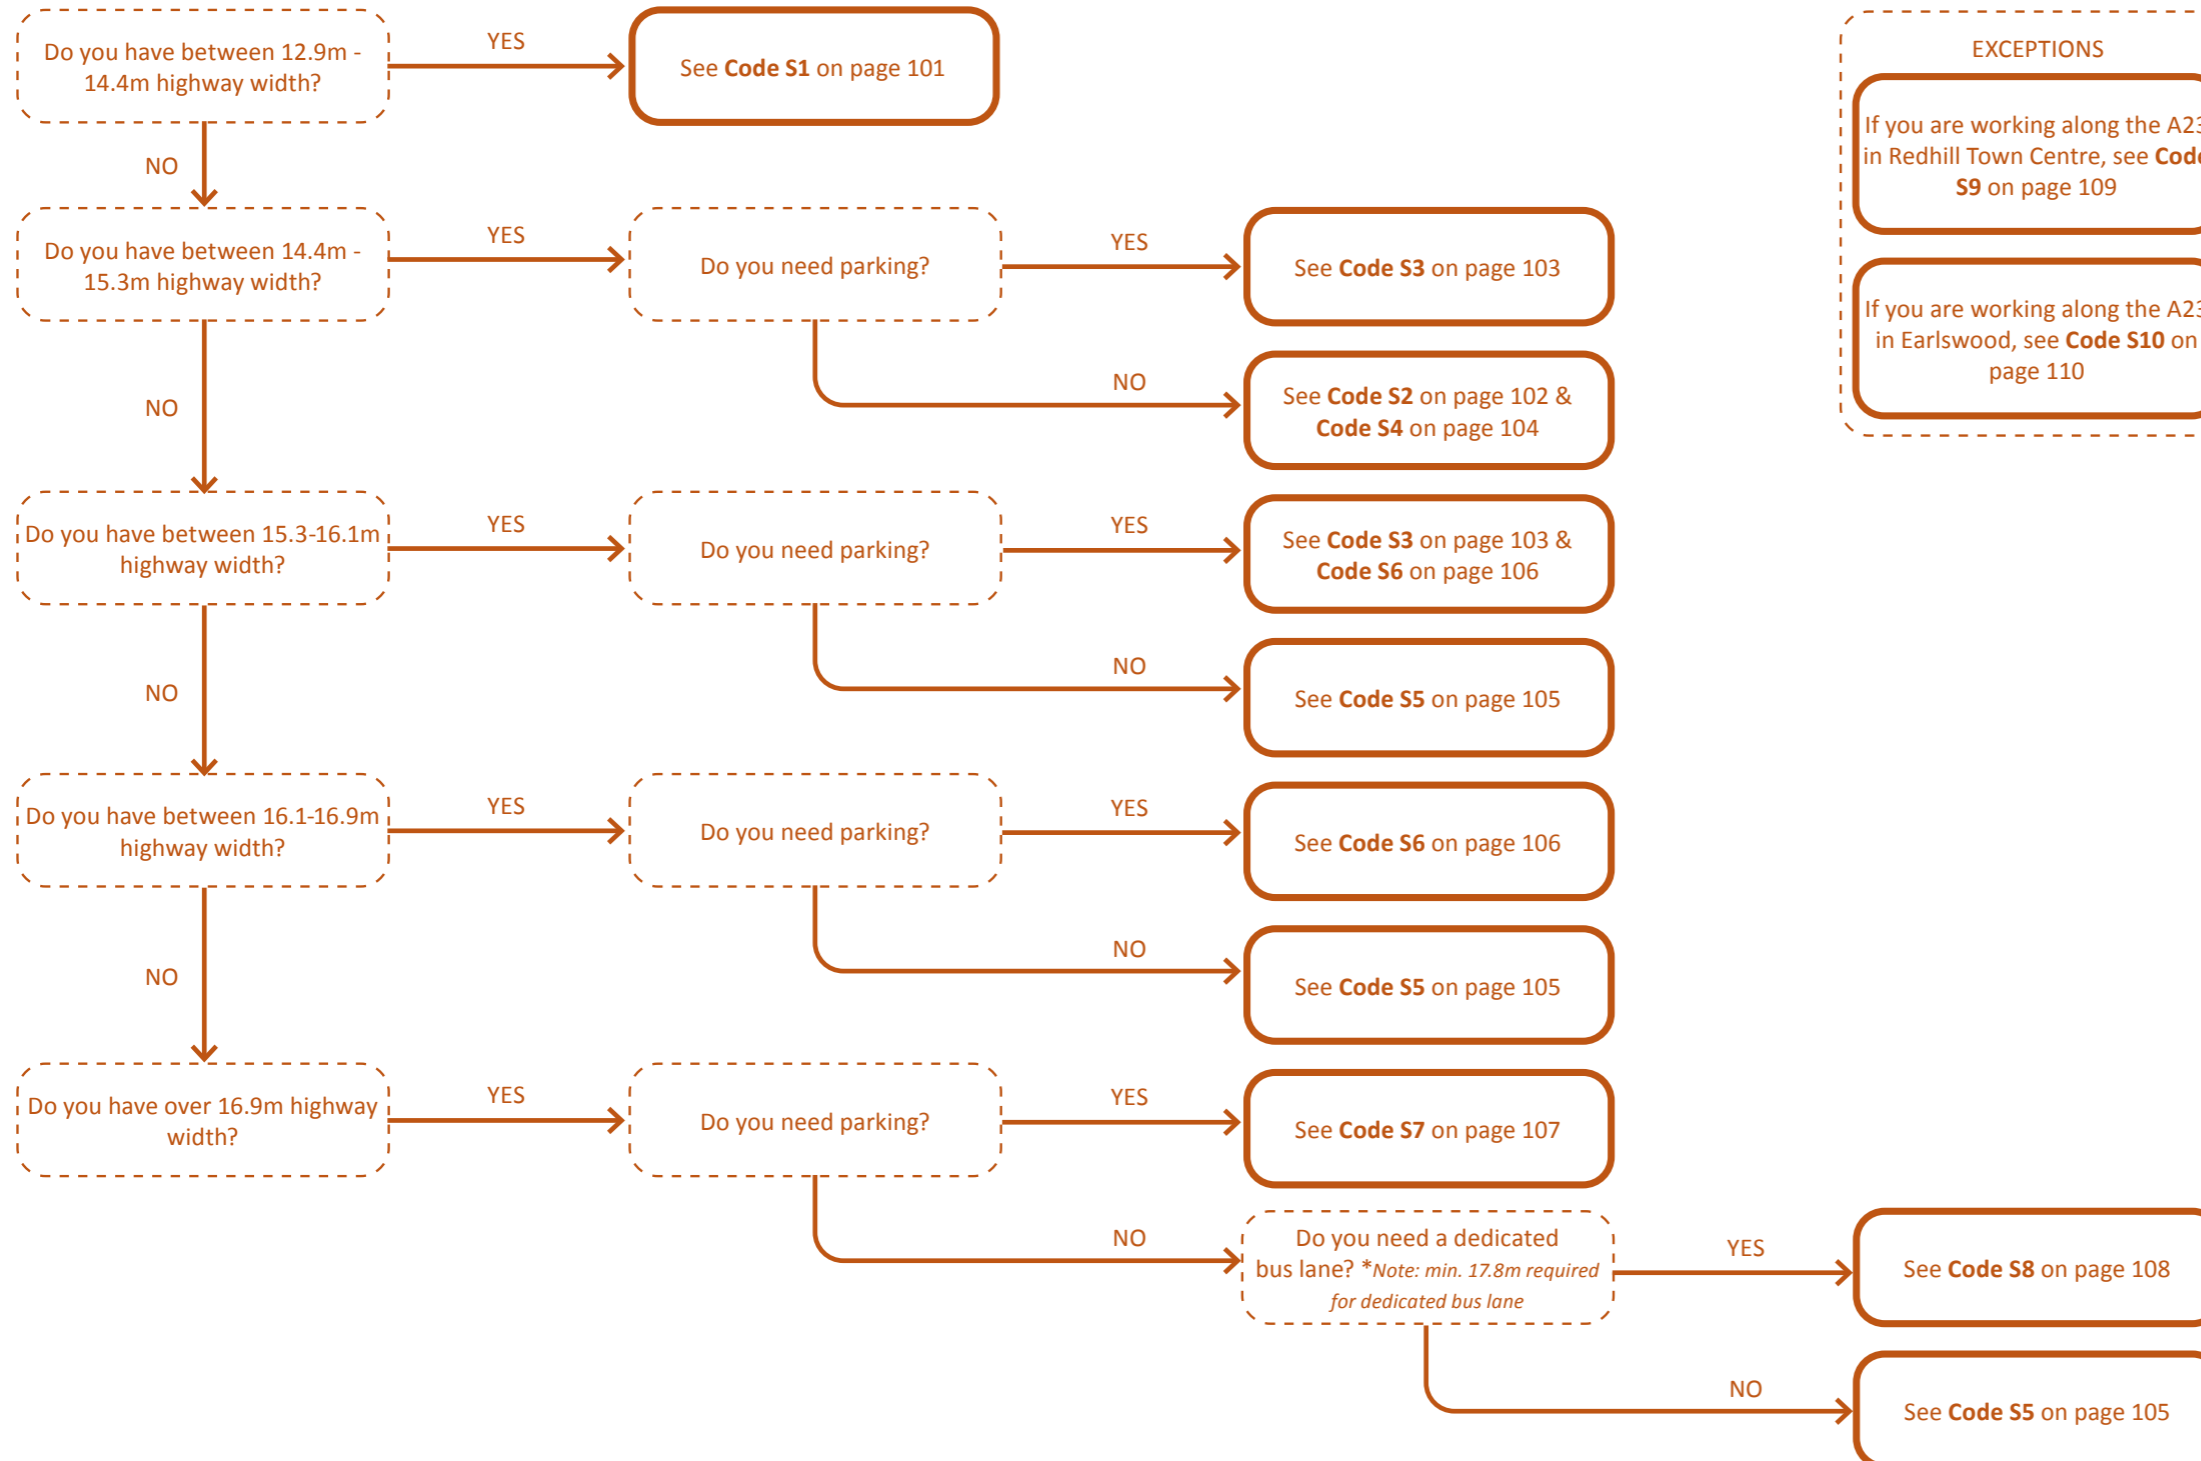 Do you have between 12.9m -
14.4m highway width?
YES
See Code S1 on page 101
NO
Do you have between 14.4m -
15.3m highway width?
YES
Do you need parking?
YES
See Code S3 on page 103
NO
See Code S2 on page 102 &
Code S4 on page 104
NO
Do you have between 15.3-16.1m
highway width?
YES
Do you need parking?
YES
See Code S3 on page 103 &
Code S6 on page 106
NO
See Code S5 on page 105
NO
Do you have between 16.1-16.9m
highway width?
YES
Do you need parking?
YES
See Code S6 on page 106
NO
See Code S5 on page 105
NO
Do you have over 16.9m highway
width?
YES
Do you need parking?
YES
See Code S7 on page 107
NO
Do you need a dedicated
bus lane? *Note: min. 17.8m required
for dedicated bus lane
YES
See Code S8 on page 108
NO
See Code S5 on page 105
EXCEPTIONS
If you are working along the A23
in Redhill Town Centre, see Code
S9 on page 109
If you are working along the A23
in Earlswood, see Code S10 on
page 110